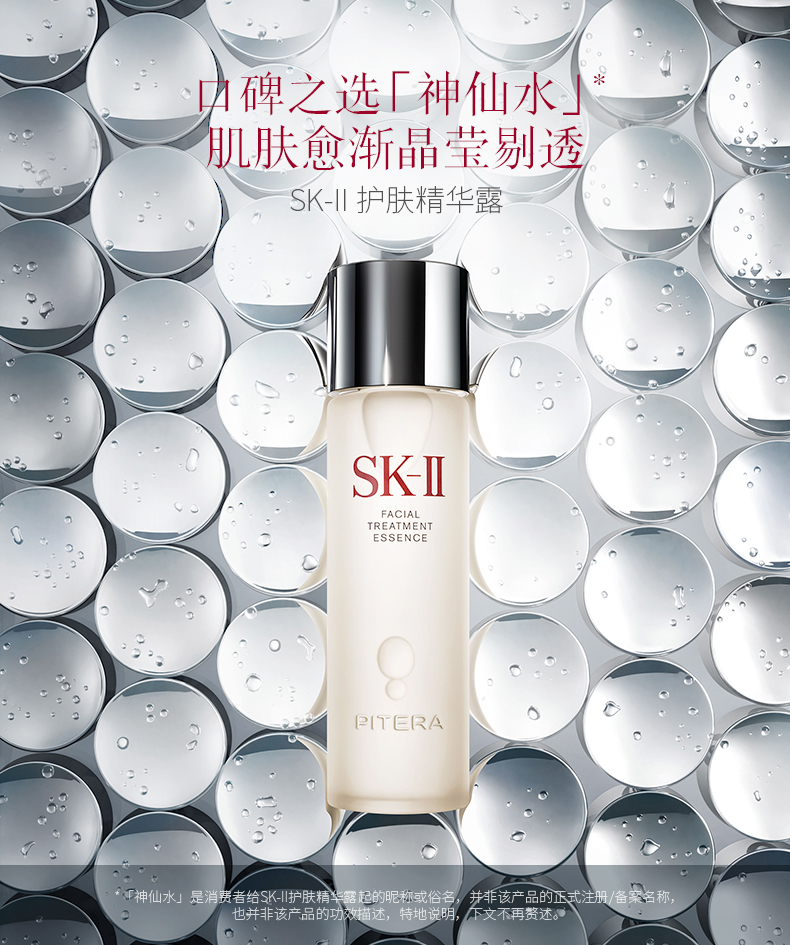 口碑之选「神仙水」*
肌肤愈渐晶莹剔透
SK-II 护肤精华露
SK-II
FACIAL
TREATMENT
ESSENCE
PITERA
*「神仙水」是消费者给SK-II护肤精华露起的昵称或俗名，并非该产品的正式注册/备案名称，
也并非该产品的功效描述，特地说明，下文不再赘述。